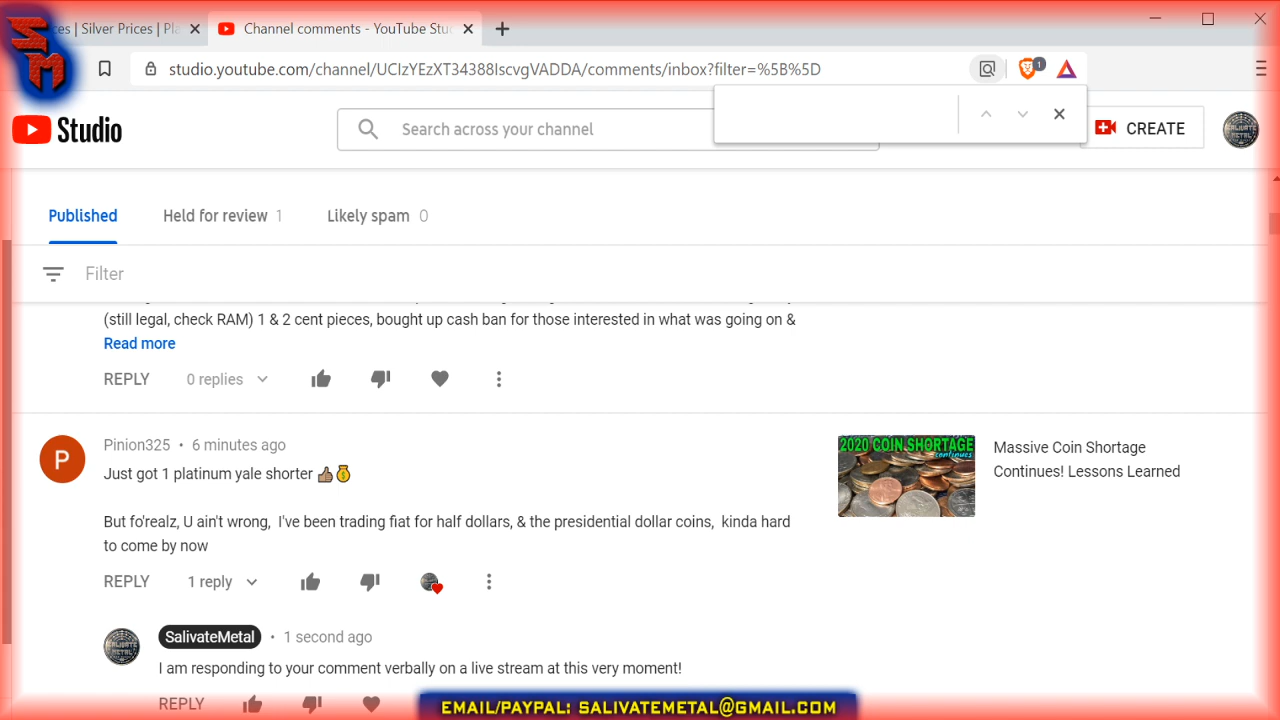 SM
es | Silver Prices | Pla
Channel comments - YouTube Stud
studio.youtube.com/channel/UCIzYEzXT34388IscvgVADDA/comments/inbox?filter=%5B%5D
1
Studio
Search across your channel
CREATE
Published
Held for review 1
Likely spam 0
Filter
(still legal, check RAM) 1 & 2 cent pieces, bought up cash ban for those interested in what was going on &
Read more
REPLY
0 replies
P
Pinion325 • 6 minutes ago
Just got 1 platinum yale shorter 👍💰
But fo'realz, U ain't wrong, I've been trading fiat for half dollars, & the presidential dollar coins, kinda hard
to come by now
2020 COIN SHORTAGE
continues
Massive Coin Shortage
Continues! Lessons Learned
REPLY
1 reply
SalivateMetal • 1 second ago
I am responding to your comment verbally on a live stream at this very moment!
REPLY
EMAIL/PAYPAL: SALIVATEMETAL@GMAIL.COM